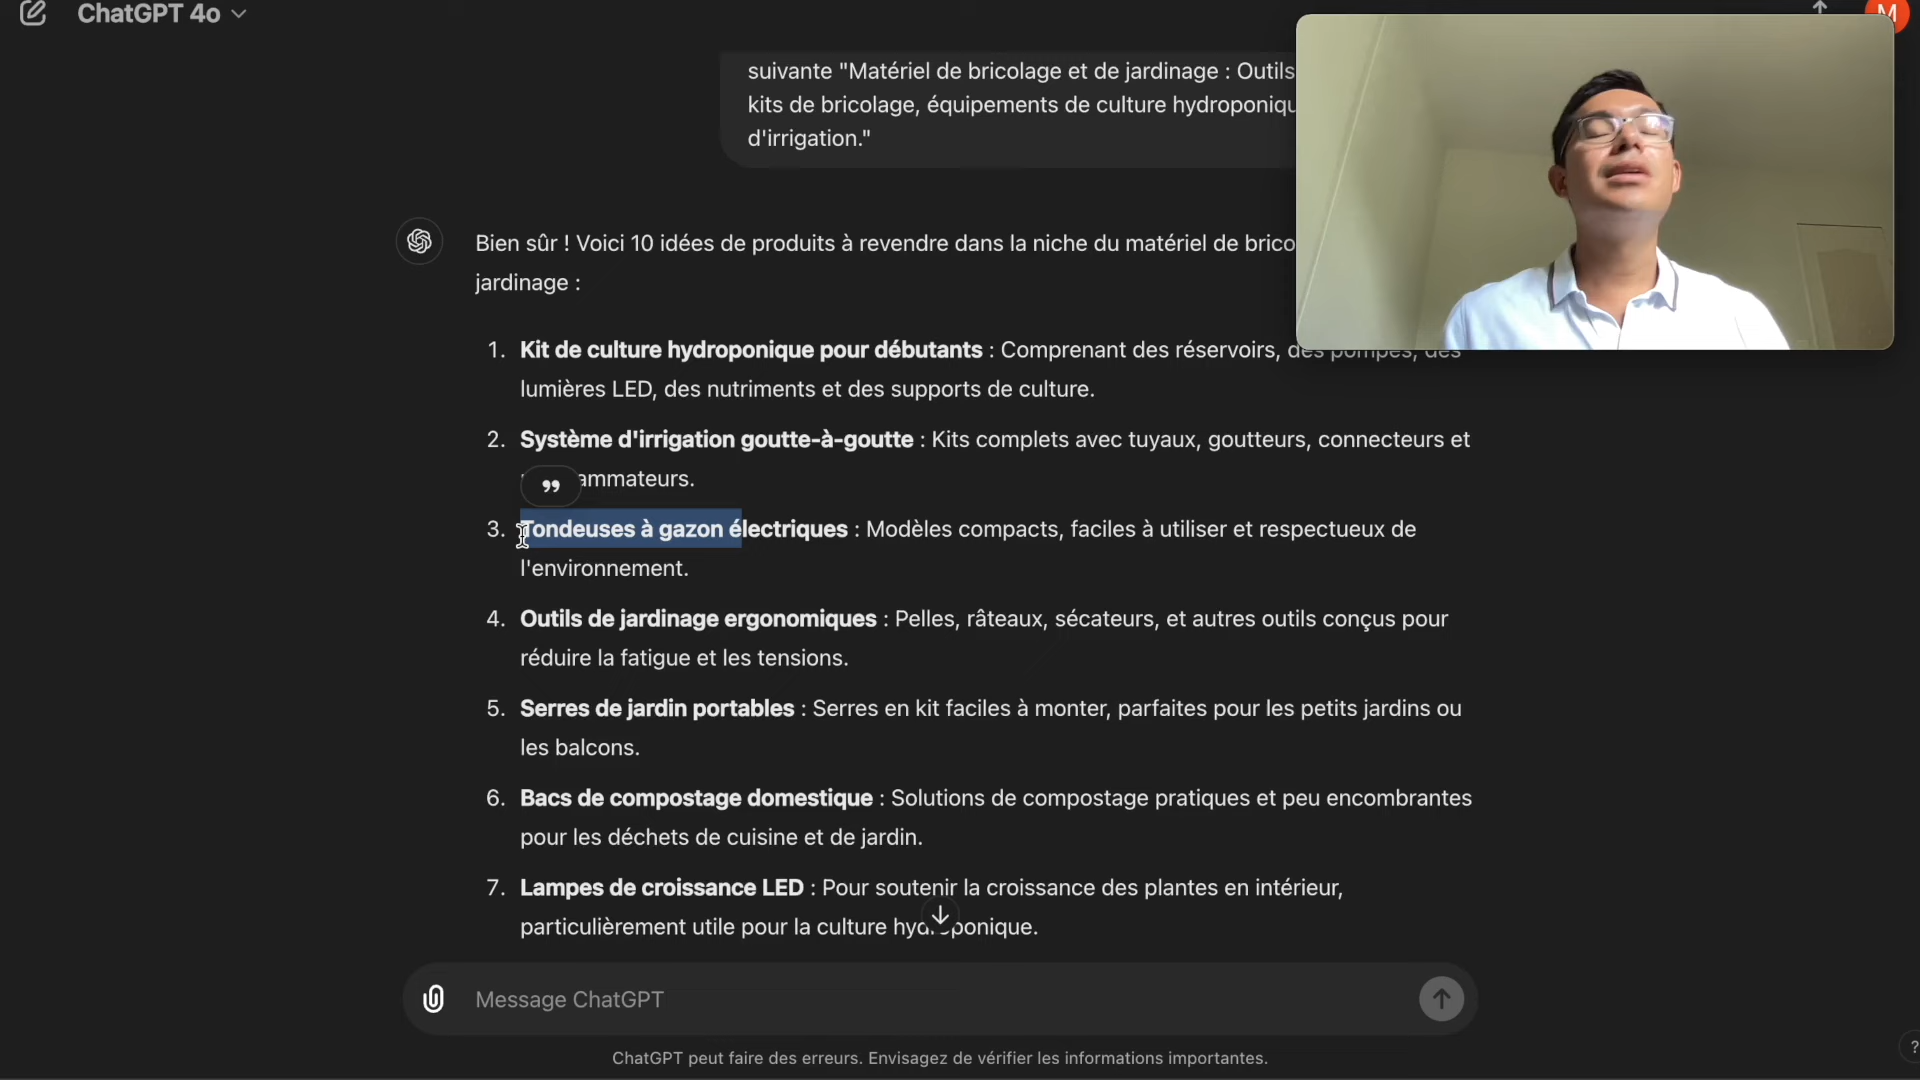 ChatGPT 4o
M
suivante "Matériel de bricolage et de jardinage : Outils
kits de bricolage, équipements de culture hydroponiqu
d'irrigation."
Bien sûr ! Voici 10 idées de produits à revendre dans la niche du matériel de brico
jardinage :
1. Kit de culture hydroponique pour débutants : Comprenant des réservoirs, des pompes, des
lumières LED, des nutriments et des supports de culture.
2. Système d'irrigation goutte-à-goutte : Kits complets avec tuyaux, goutteurs, connecteurs et
ammateurs.
3. Tondeuses à gazon électriques : Modèles compacts, faciles à utiliser et respectueux de
l'environnement.
4. Outils de jardinage ergonomiques : Pelles, râteaux, sécateurs, et autres outils conçus pour
réduire la fatigue et les tensions.
5. Serres de jardin portables : Serres en kit faciles à monter, parfaites pour les petits jardins ou
les balcons.
6. Bacs de compostage domestique : Solutions de compostage pratiques et peu encombrantes
pour les déchets de cuisine et de jardin.
7. Lampes de croissance LED : Pour soutenir la croissance des plantes en intérieur,
particulièrement utile pour la culture hydroponique.
Message ChatGPT
ChatGPT peut faire des erreurs. Envisagez de vérifier les informations importantes.
?